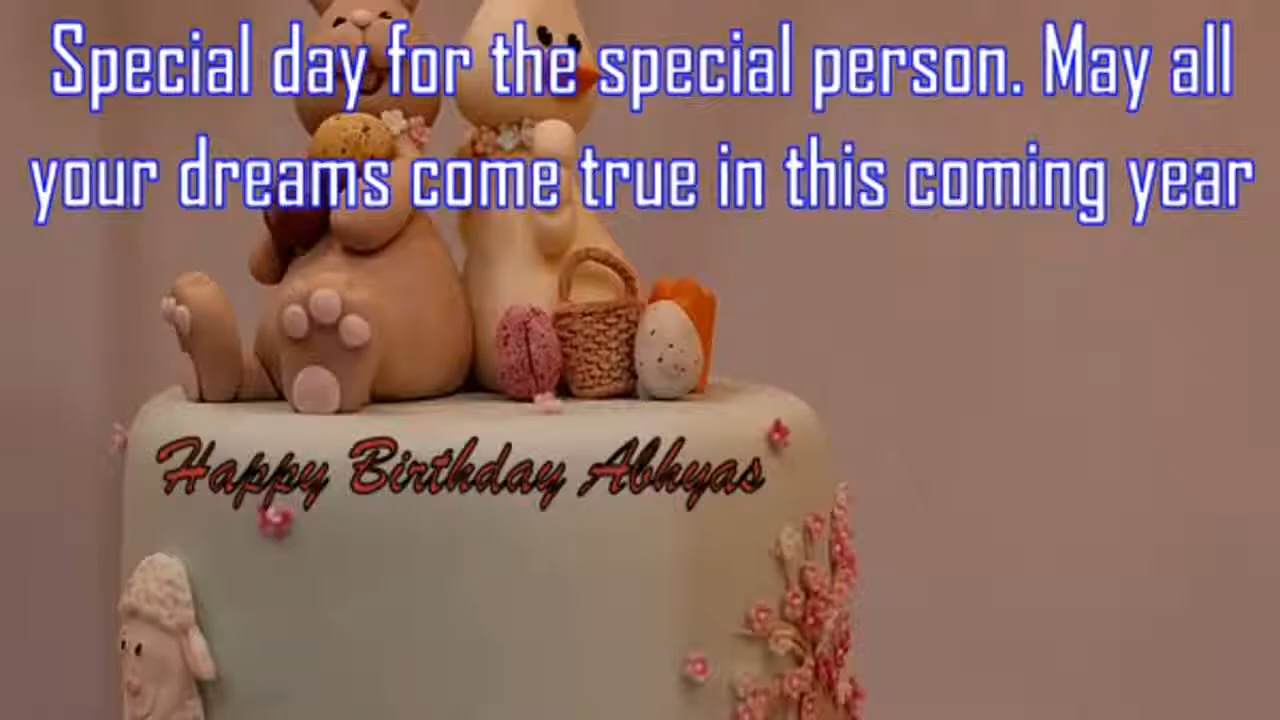 Special day for the special person. May all
your dreams come true in this coming year
Happy Birthday Abhyas